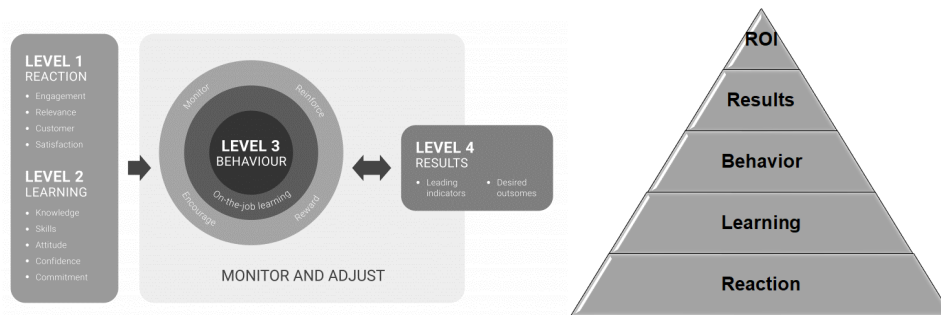 LEVEL 1
REACTION
Engagement
Relevance
Customer
Satisfaction
LEVEL 2
LEARNING
Knowledge
Skills
Attitude
Confidence
Commitment
Monitor
Reinforce
LEVEL 3
BEHAVIOUR
On-the-job learning
Encourage
Reward
MONITOR AND ADJUST
LEVEL 4
RESULTS
Leading
indicators
Desired
outsomes
ROI
Results
Behavior
Learning
Reaction